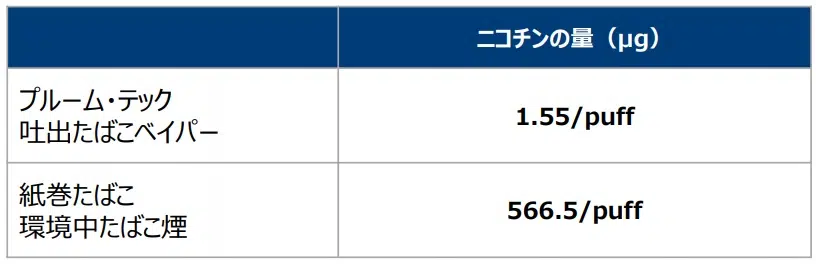 ニコチンの量（μg）
プルーム・テック
吐出たばこベイパー
1.55/puff
紙巻たばこ
環境中たばこ煙
566.5/puff